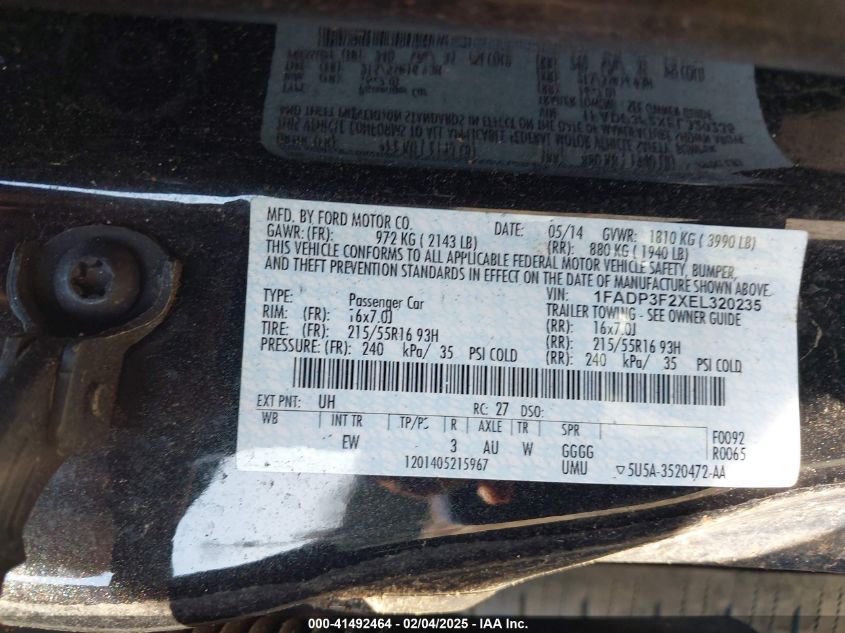 MFD. BY FORD MOTOR CO. DATE: 05/14 GVWR: 1810 KG ( 3990 LB)
GAWR: (FR): 972 KG ( 2143 LB) (RR): 880 KG ( 1940 LB)
THIS VEHICLE CONFORMS TO ALL APPLICABLE FEDERAL MOTOR VEHICLE SAFETY, BUMPER,
AND THEFT PREVENTION STANDARDS IN EFFECT ON THE DATE OF MANUFACTURE SHOWN ABOVE.
VIN: 1FADP3F2XEL320235
TYPE: Passenger Car TRAILER TOWING - SEE OWNER GUIDE
RIM: (FR): 16x7.0J (RR): 16x7.0J
TIRE: (FR): 215/55R16 93H (RR): 215/55R16 93H
PRESSURE: (FR): 240 kPa/ 35 PSI COLD (RR): 240 kPa/ 35 PSI COLD
EXT PNT: UH RC: 27 DSO:
WB INT TR TP/PS R AXLE TR SPR F0092
EW 3 AU W GGGG R0065
1201405215967 UMU ▽5U5A-3520472-AA
000-41492464 - 02/04/2025 - IAA Inc.